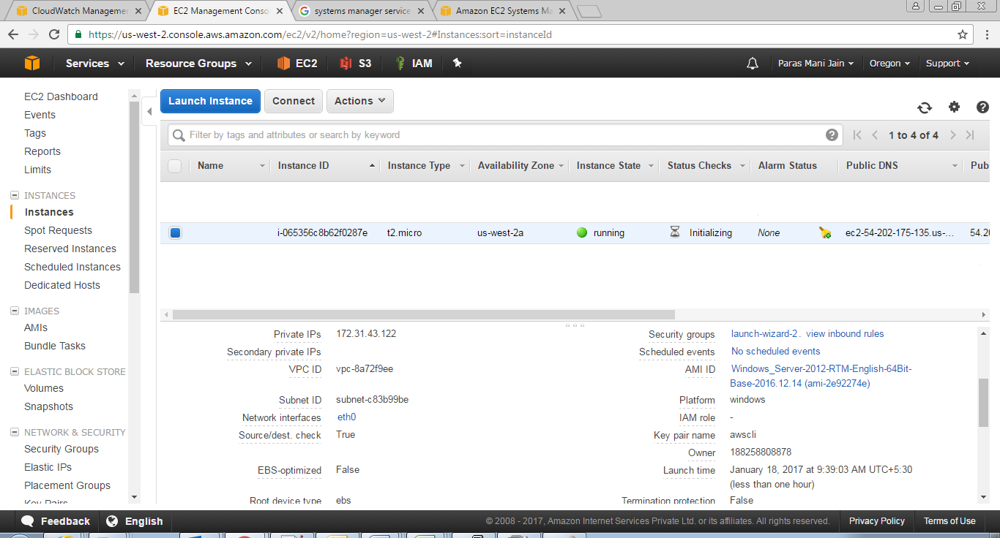 CloudWatch Manageme
EC2 Management Conso
systems manager service
Amazon EC2 Systems Ma
https://us-west-2.console.aws.amazon.com/ec2/v2/home?region=us-west-2#Instances:sort=instanceId
Services Resource Groups EC2 S3 IAM Paras Mani Jain Oregon Support
EC2 Dashboard
Events
Tags
Reports
Limits
INSTANCES
Instances
Spot Requests
Reserved Instances
Scheduled Instances
Dedicated Hosts
IMAGES
AMIs
Bundle Tasks
ELASTIC BLOCK STORE
Volumes
Snapshots
NETWORK & SECURITY
Security Groups
Elastic IPs
Placement Groups
Key Pairs
Launch Instance Connect Actions
Filter by tags and attributes or search by keyword
1 to 4 of 4
Name Instance ID Instance Type Availability Zone Instance State Status Checks Alarm Status Public DNS Pub
i-065356c8b62f0287e t2.micro us-west-2a running Initializing None ec2-54-202-175-135.us-... 54.20
Private IPs 172.31.43.122
Secondary private IPs
VPC ID vpc-8a72f9ee
Subnet ID subnet-c83b99be
Network interfaces eth0
Source/dest. check True
EBS-optimized False
Root device type ebs
Security groups launch-wizard-2. view inbound rules
Scheduled events No scheduled events
AMI ID Windows_Server-2012-RTM-English-64Bit-
Base-2016.12.14 (ami-2e92274e)
Platform windows
IAM role -
Key pair name awscli
Owner 188258808878
Launch time January 18, 2017 at 9:39:03 AM UTC+5:30
(less than one hour)
Termination protection False
Feedback English © 2008 - 2017, Amazon Internet Services Private Ltd. or its affiliates. All rights reserved. Privacy Policy Terms of Use